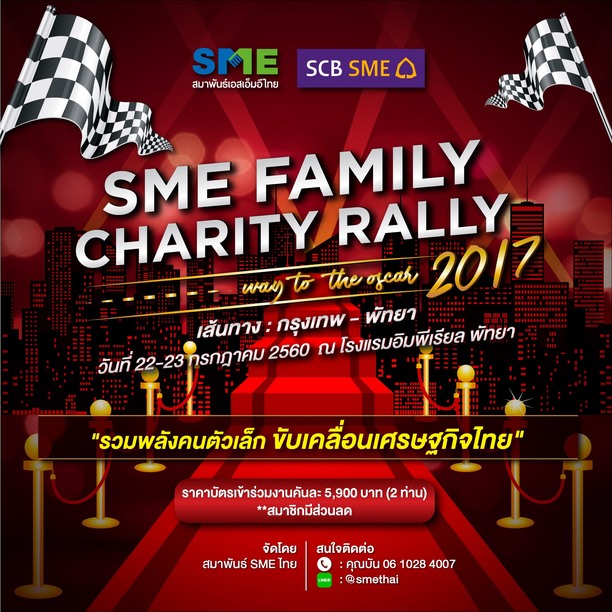 SME
สมาพันธ์เอสเอ็มอีไทย
SCB SME
SME FAMILY
CHARITY RALLY
way to the oscar 2017
เส้นทาง : กรุงเทพ – พัทยา
วันที่ 22-23 กรกฎาคม 2560 ณ โรงแรมอิมพีเรียล พัทยา
"รวมพลังคนตัวเล็ก ขับเคลื่อนเศรษฐกิจไทย"
ราคาบัตรเข้าร่วมงานคันละ 5,900 บาท (2 ท่าน)
**สมาชิกมีส่วนลด
จัดโดย
สมาพันธ์ SME ไทย
สนใจติดต่อ
: คุณบัน 06 1028 4007
LINE : @smethai